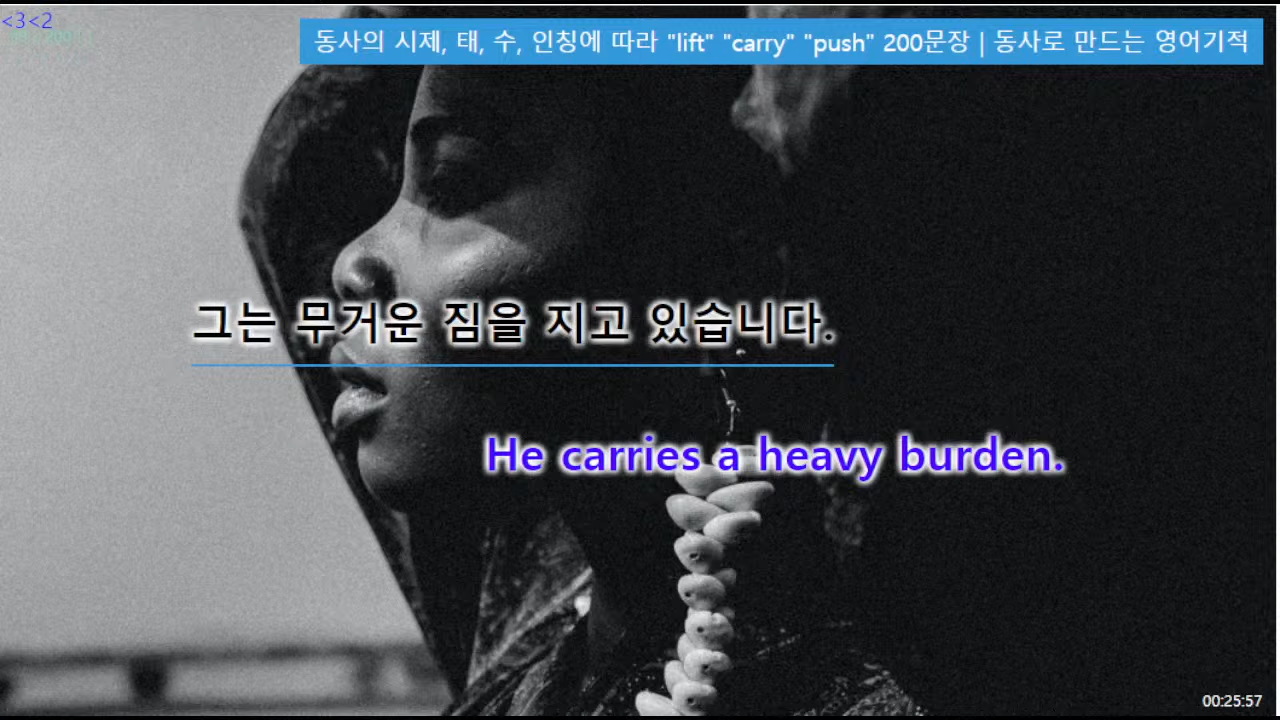 <3<2
동사의 시제, 태, 수, 인칭에 따라 "lift" "carry" "push" 200문장 | 동사로 만드는 영어기적
그는 무거운 짐을 지고 있습니다.
He carries a heavy burden.
00:25:57